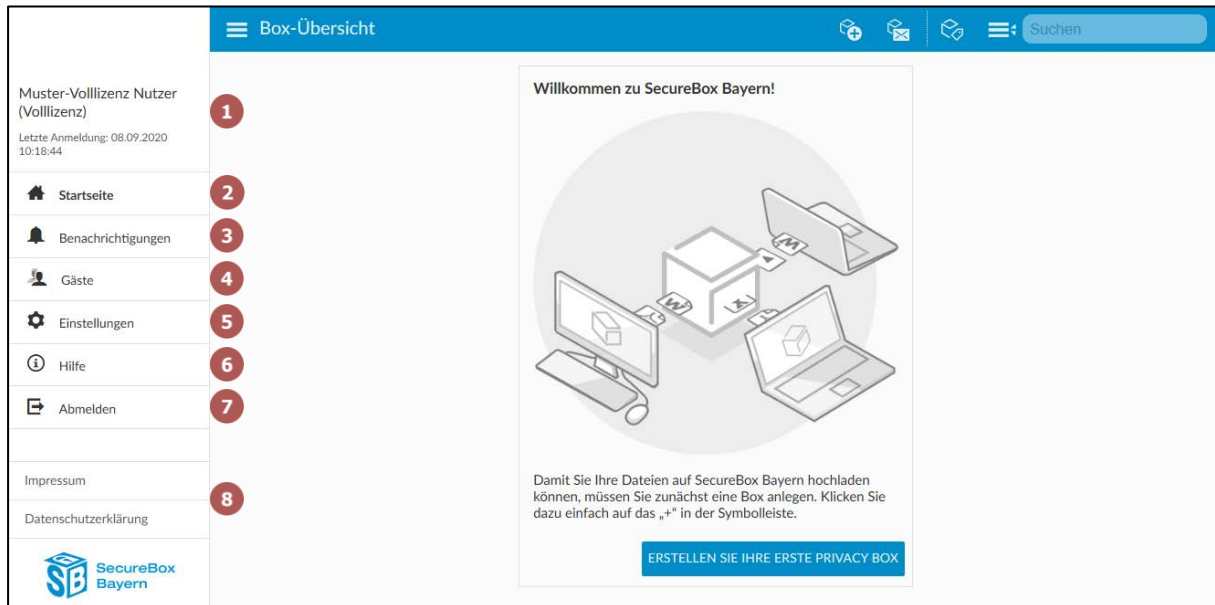 Box-Übersicht
Suchen
Muster-Volllizenz Nutzer
(Volllizenz)
Letzte Anmeldung: 08.09.2020
10:18:44
1
Startseite
2
Benachrichtigungen
3
Gäste
4
Einstellungen
5
Hilfe
6
Abmelden
7
Impressum
8
Datenschutzerklärung
SB
SecureBox
Bayern
Willkommen zu SecureBox Bayern!
W
X
W
Damit Sie Ihre Dateien auf SecureBox Bayern hochladen
können, müssen Sie zunächst eine Box anlegen. Klicken Sie
dazu einfach auf das „+“ in der Symbolleiste.
ERSTELLEN SIE IHRE ERSTE PRIVACY BOX